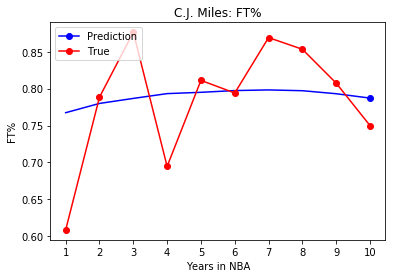 C.J. Miles: FT%
Prediction
True
0.85
0.80
0.75
0.70
0.65
0.60
FT%
1 2 3 4 5 6 7 8 9 10
Years in NBA